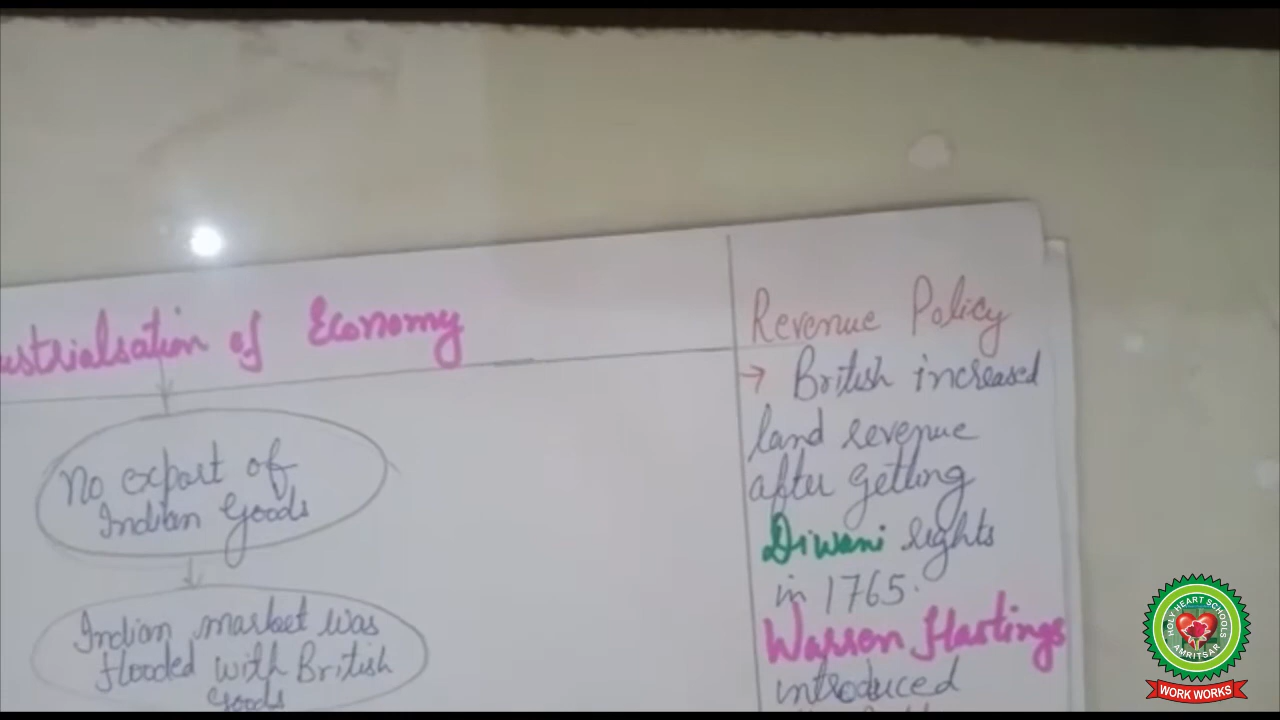 ustrialsation of Economy
No export of
Indian Goods
Indian market was
flooded with British
Goods
Revenue Policy
→ British increased
land revenue
after getting
Diwani rights
in 1765.
Warren Hastings
introduced
HOLY HEART SCHOOLS
AMRITSAR
WORK WORKS